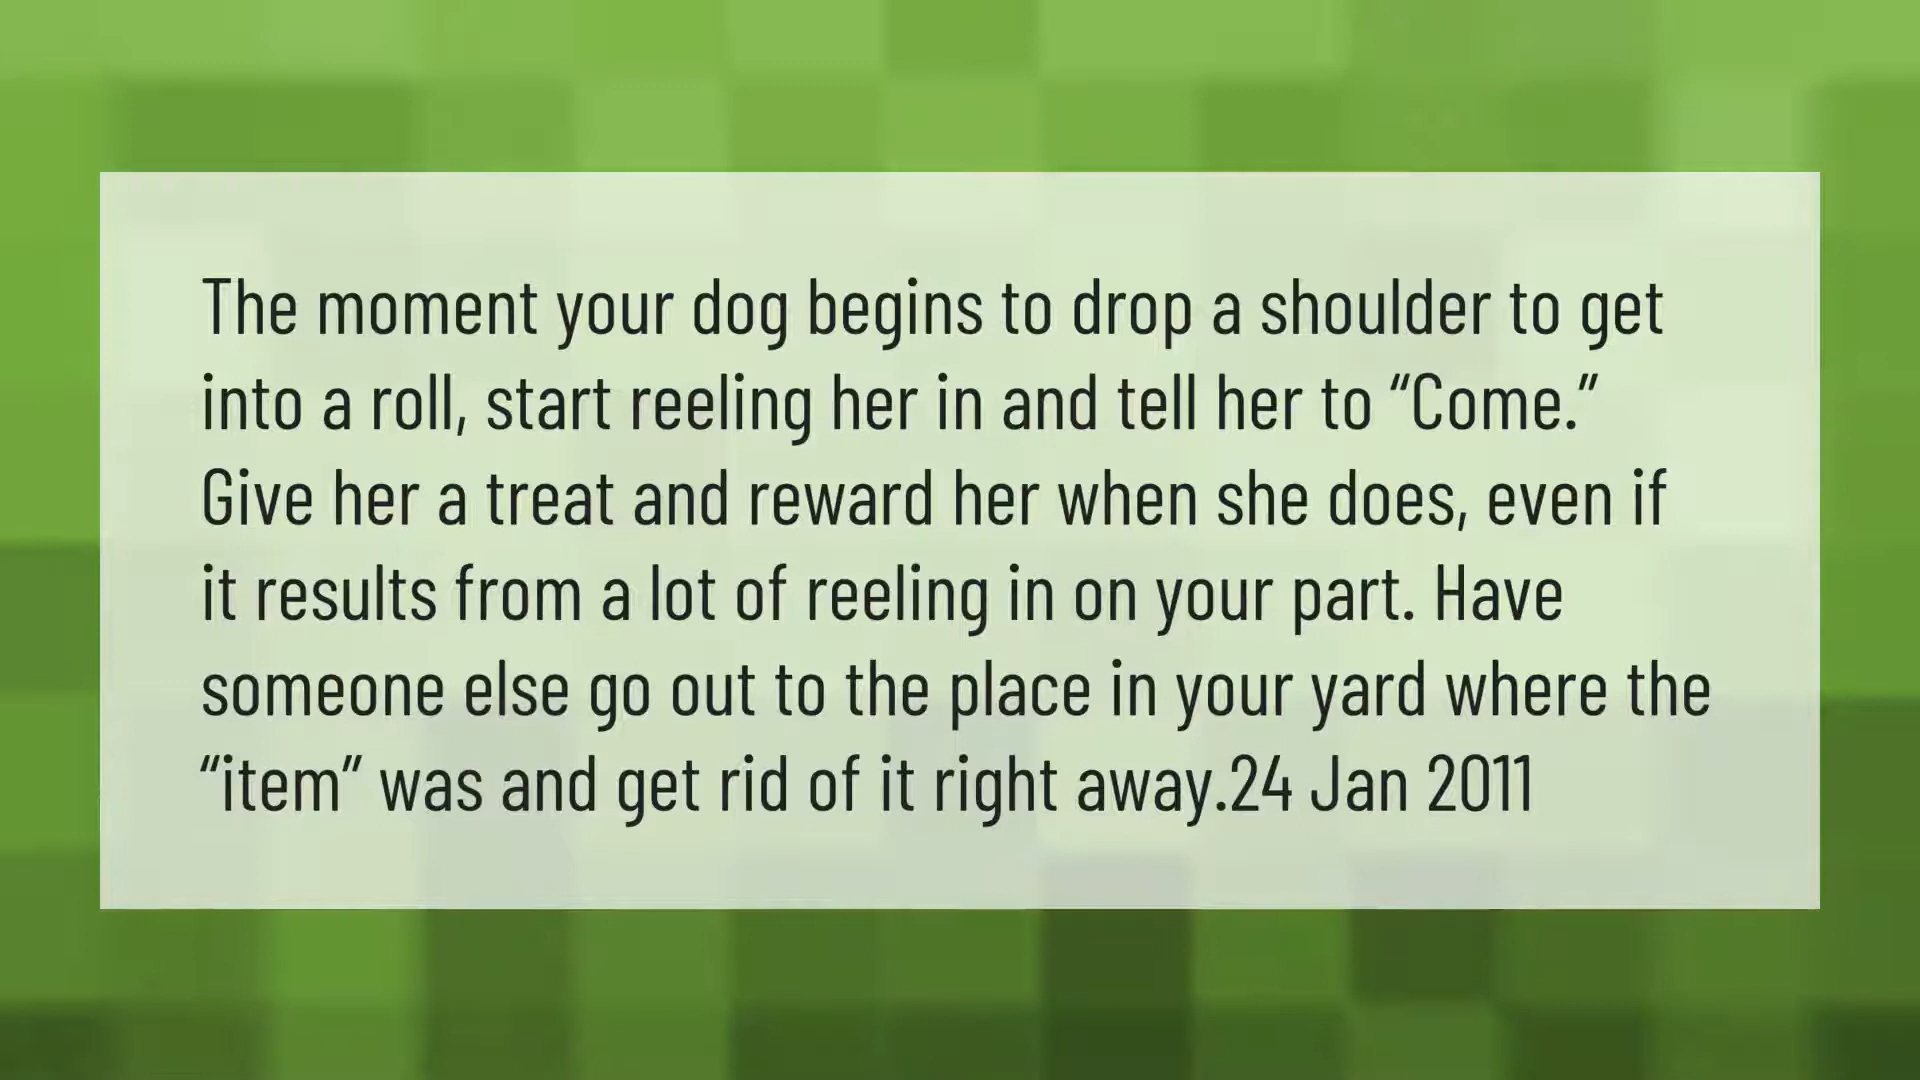 The moment your dog begins to drop a shoulder to get
into a roll, start reeling her in and tell her to “Come.”
Give her a treat and reward her when she does, even if
it results from a lot of reeling in on your part. Have
someone else go out to the place in your yard where the
“item” was and get rid of it right away.24 Jan 2011